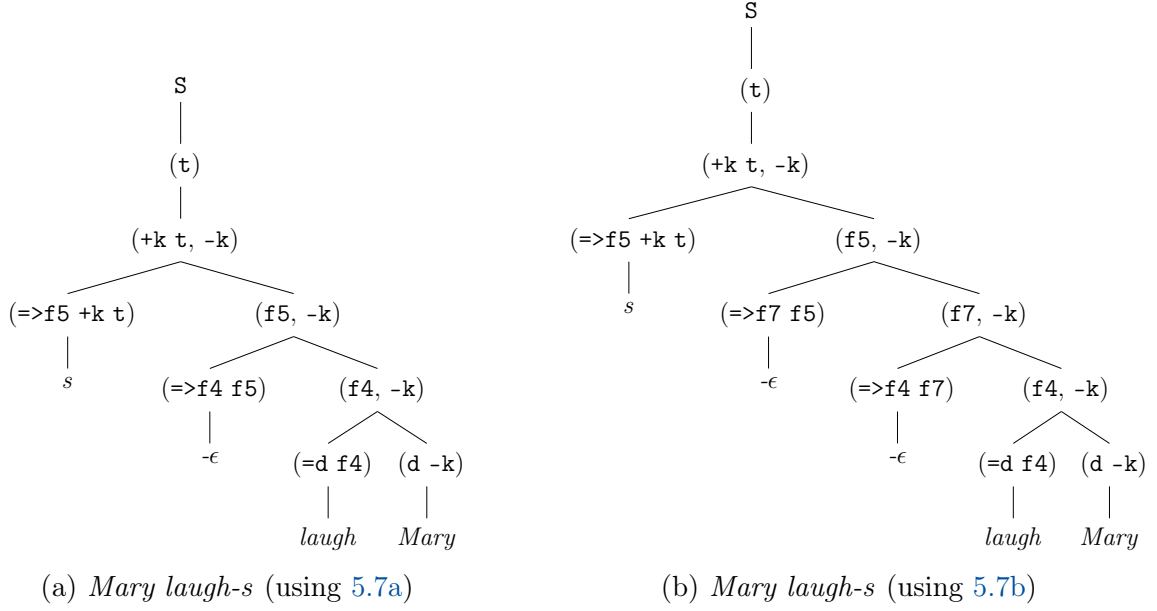 S
(t)
(+k t, -k)
(=>f5 +k t) (f5, -k)
s
(=>f4 f5) (f4, -k)
-ϵ
(=d f4) (d -k)
laugh Mary
(a) Mary laugh-s (using 5.7a)
S
(t)
(+k t, -k)
(=>f5 +k t) (f5, -k)
s
(=>f7 f5) (f7, -k)
-ϵ
(=>f4 f7) (f4, -k)
-ϵ
(=d f4) (d -k)
laugh Mary
(b) Mary laugh-s (using 5.7b)